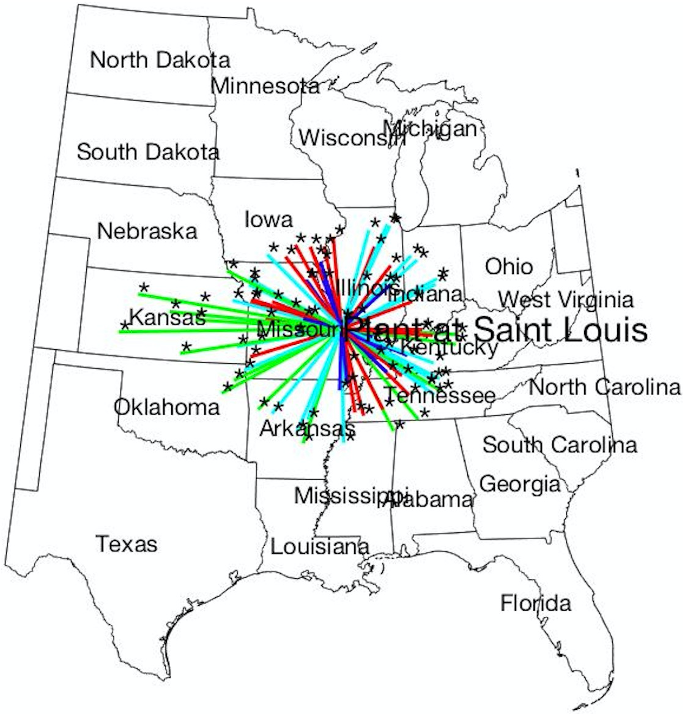 North Dakota
Minnesota
Michigan
Wisconsin
South Dakota
Iowa
Nebraska
Ohio
Illinois
Indiana
West Virginia
Kansas
Missouri
Plant at Saint Louis
Kentucky
North Carolina
Tennessee
Oklahoma
Arkansas
South Carolina
Georgia
Mississippi
Alabama
Texas
Louisiana
Florida